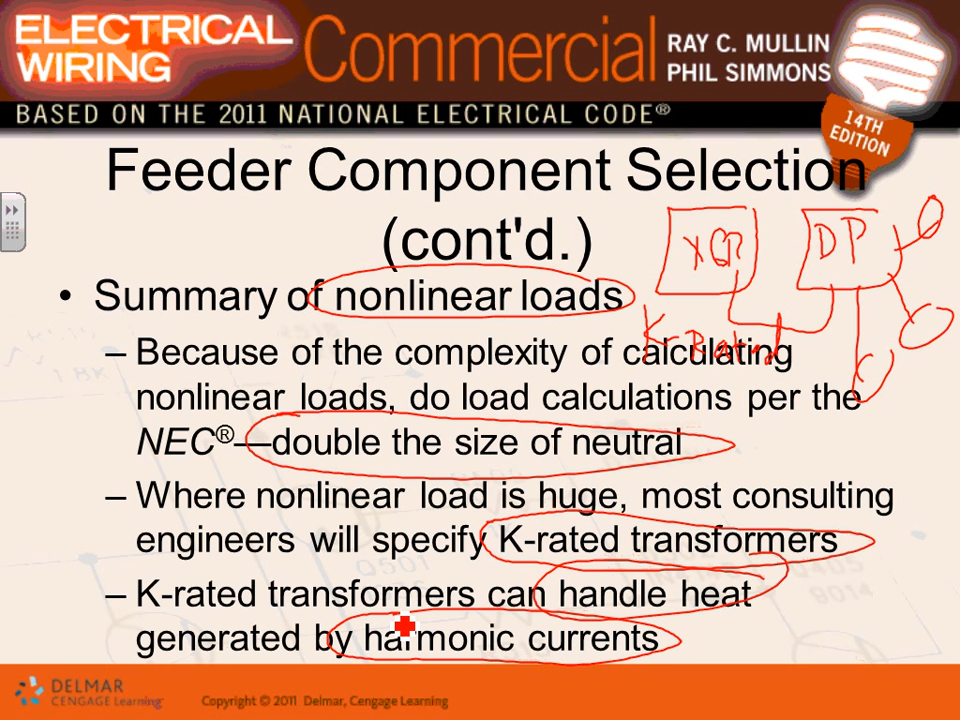 ELECTRICAL
WIRING
Commercial
RAY C. MULLIN
PHIL SIMMONS
BASED ON THE 2011 NATIONAL ELECTRICAL CODE®
14TH
EDITION
Feeder Component Selection
(cont'd.)
DP
• Summary of nonlinear loads
K-Rated
– Because of the complexity of calculating
nonlinear loads, do load calculations per the
NEC®—double the size of neutral
– Where nonlinear load is huge, most consulting
engineers will specify K-rated transformers
– K-rated transformers can handle heat
generated by harmonic currents
DELMAR
CENGAGE Learning
Copyright © 2011 Delmar, Cengage Learning